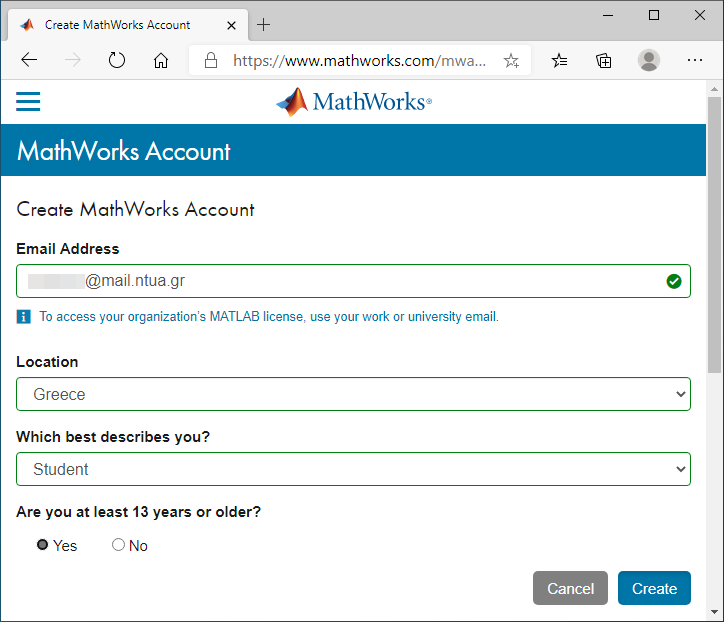 Create MathWorks Account
https://www.mathworks.com/mwa...
MathWorks®
MathWorks Account
Create MathWorks Account
Email Address
@mail.ntua.gr
To access your organization's MATLAB license, use your work or university email.
Location
Greece
Which best describes you?
Student
Are you at least 13 years or older?
Yes No
Cancel Create